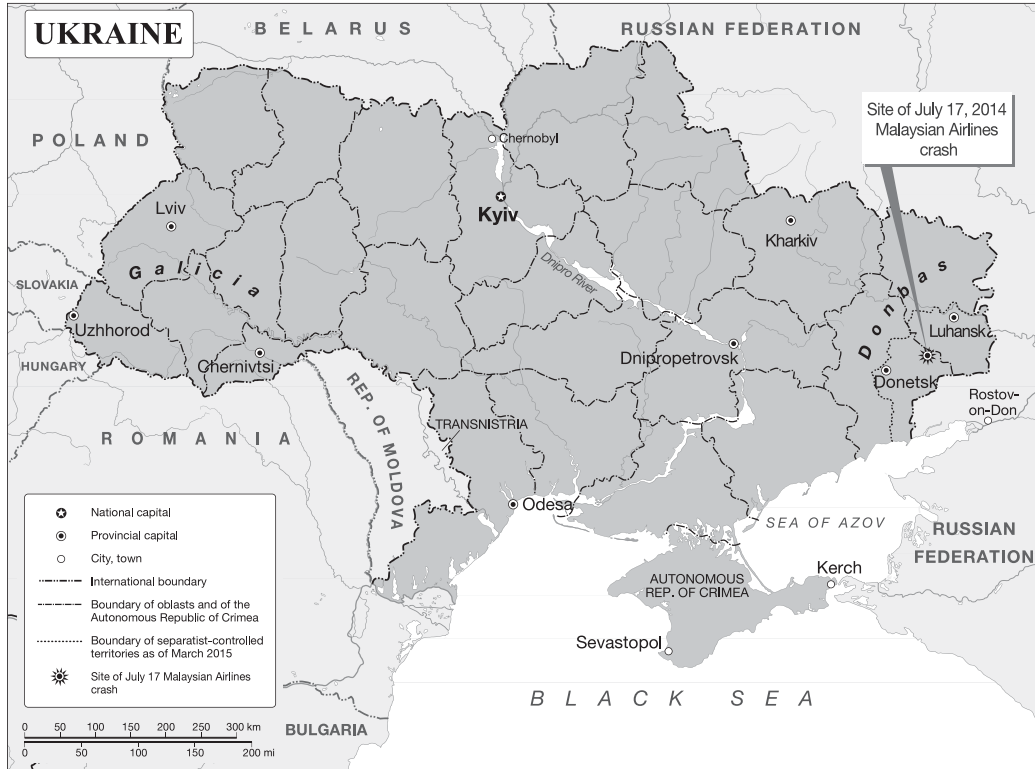 UKRAINE
BELARUS
RUSSIAN FEDERATION
POLAND
Site of July 17, 2014
Malaysian Airlines
crash
Chernobyl
Lviv
Kyiv
Kharkiv
Galicia
Dnipro River
Donbas
SLOVAKIA
Uzhhorod
Luhansk
HUNGARY
Chernivtsi
Dnipropetrovsk
Donetsk
Rostov-
on-Don
REP. OF MOLDOVA
TRANSNISTRIA
ROMANIA
Odesa
SEA OF AZOV
RUSSIAN
FEDERATION
Kerch
AUTONOMOUS
REP. OF CRIMEA
Sevastopol
BLACK SEA
BULGARIA
National capital
Provincial capital
City, town
International boundary
Boundary of oblasts and of the
Autonomous Republic of Crimea
Boundary of separatist-controlled
territories as of March 2015
Site of July 17 Malaysian Airlines
crash
0 50 100 150 200 250 300 km
0 50 100 150 200 mi